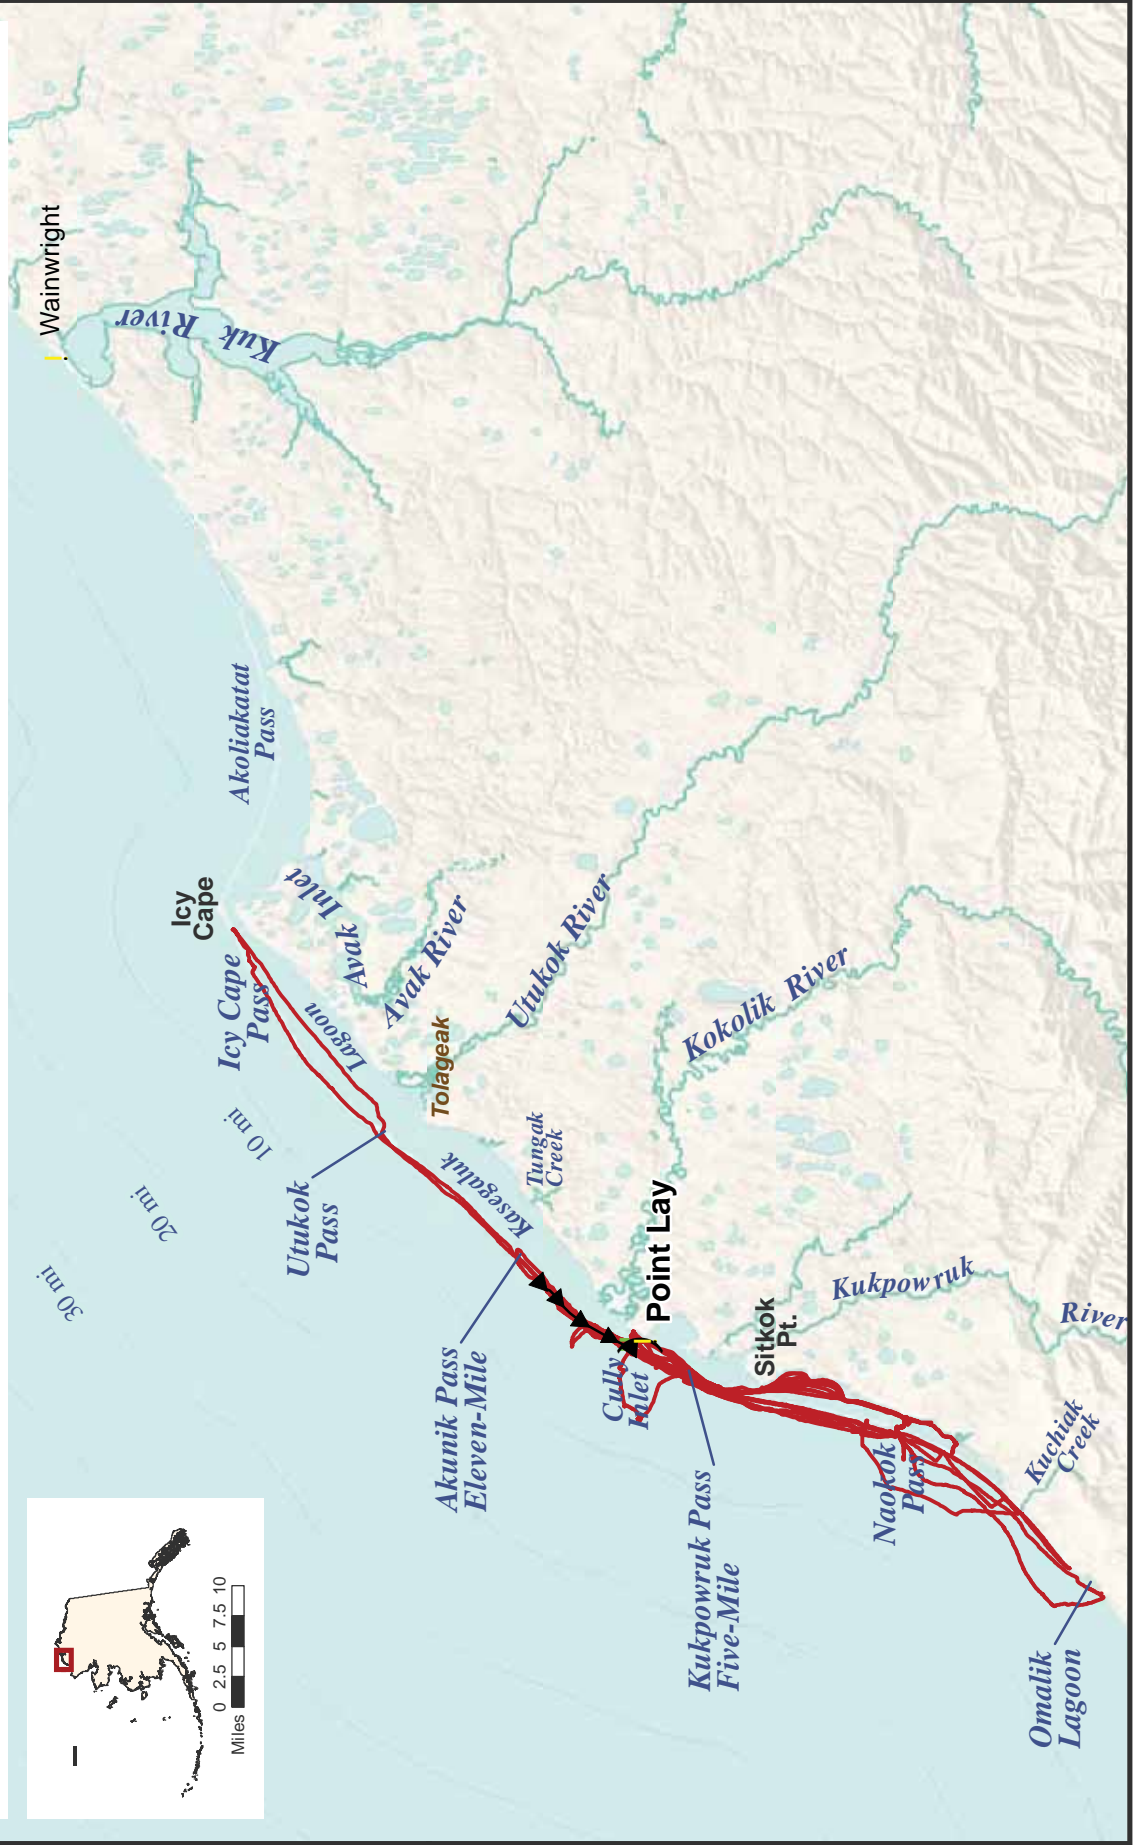 Wainwright
Kuk River
Akoliakatat
Pass
Icy
Cape
Icy Cape
Pass
Avak Inlet
Avak River
Lagoon
Utukok River
Tolageak
Kokolik River
10 mi
20 mi
30 mi
Utukok
Pass
Kasegaluk
Tungak
Creek
Point Lay
Akunik Pass
Eleven-Mile
Cully
Inlet
Sitkok
Pt.
Kukpowruk
River
Kukpowruk Pass
Five-Mile
Naokok
Pass
Kuchiak
Creek
Omalik
Lagoon
0 2.5 5 7.5 10
Miles